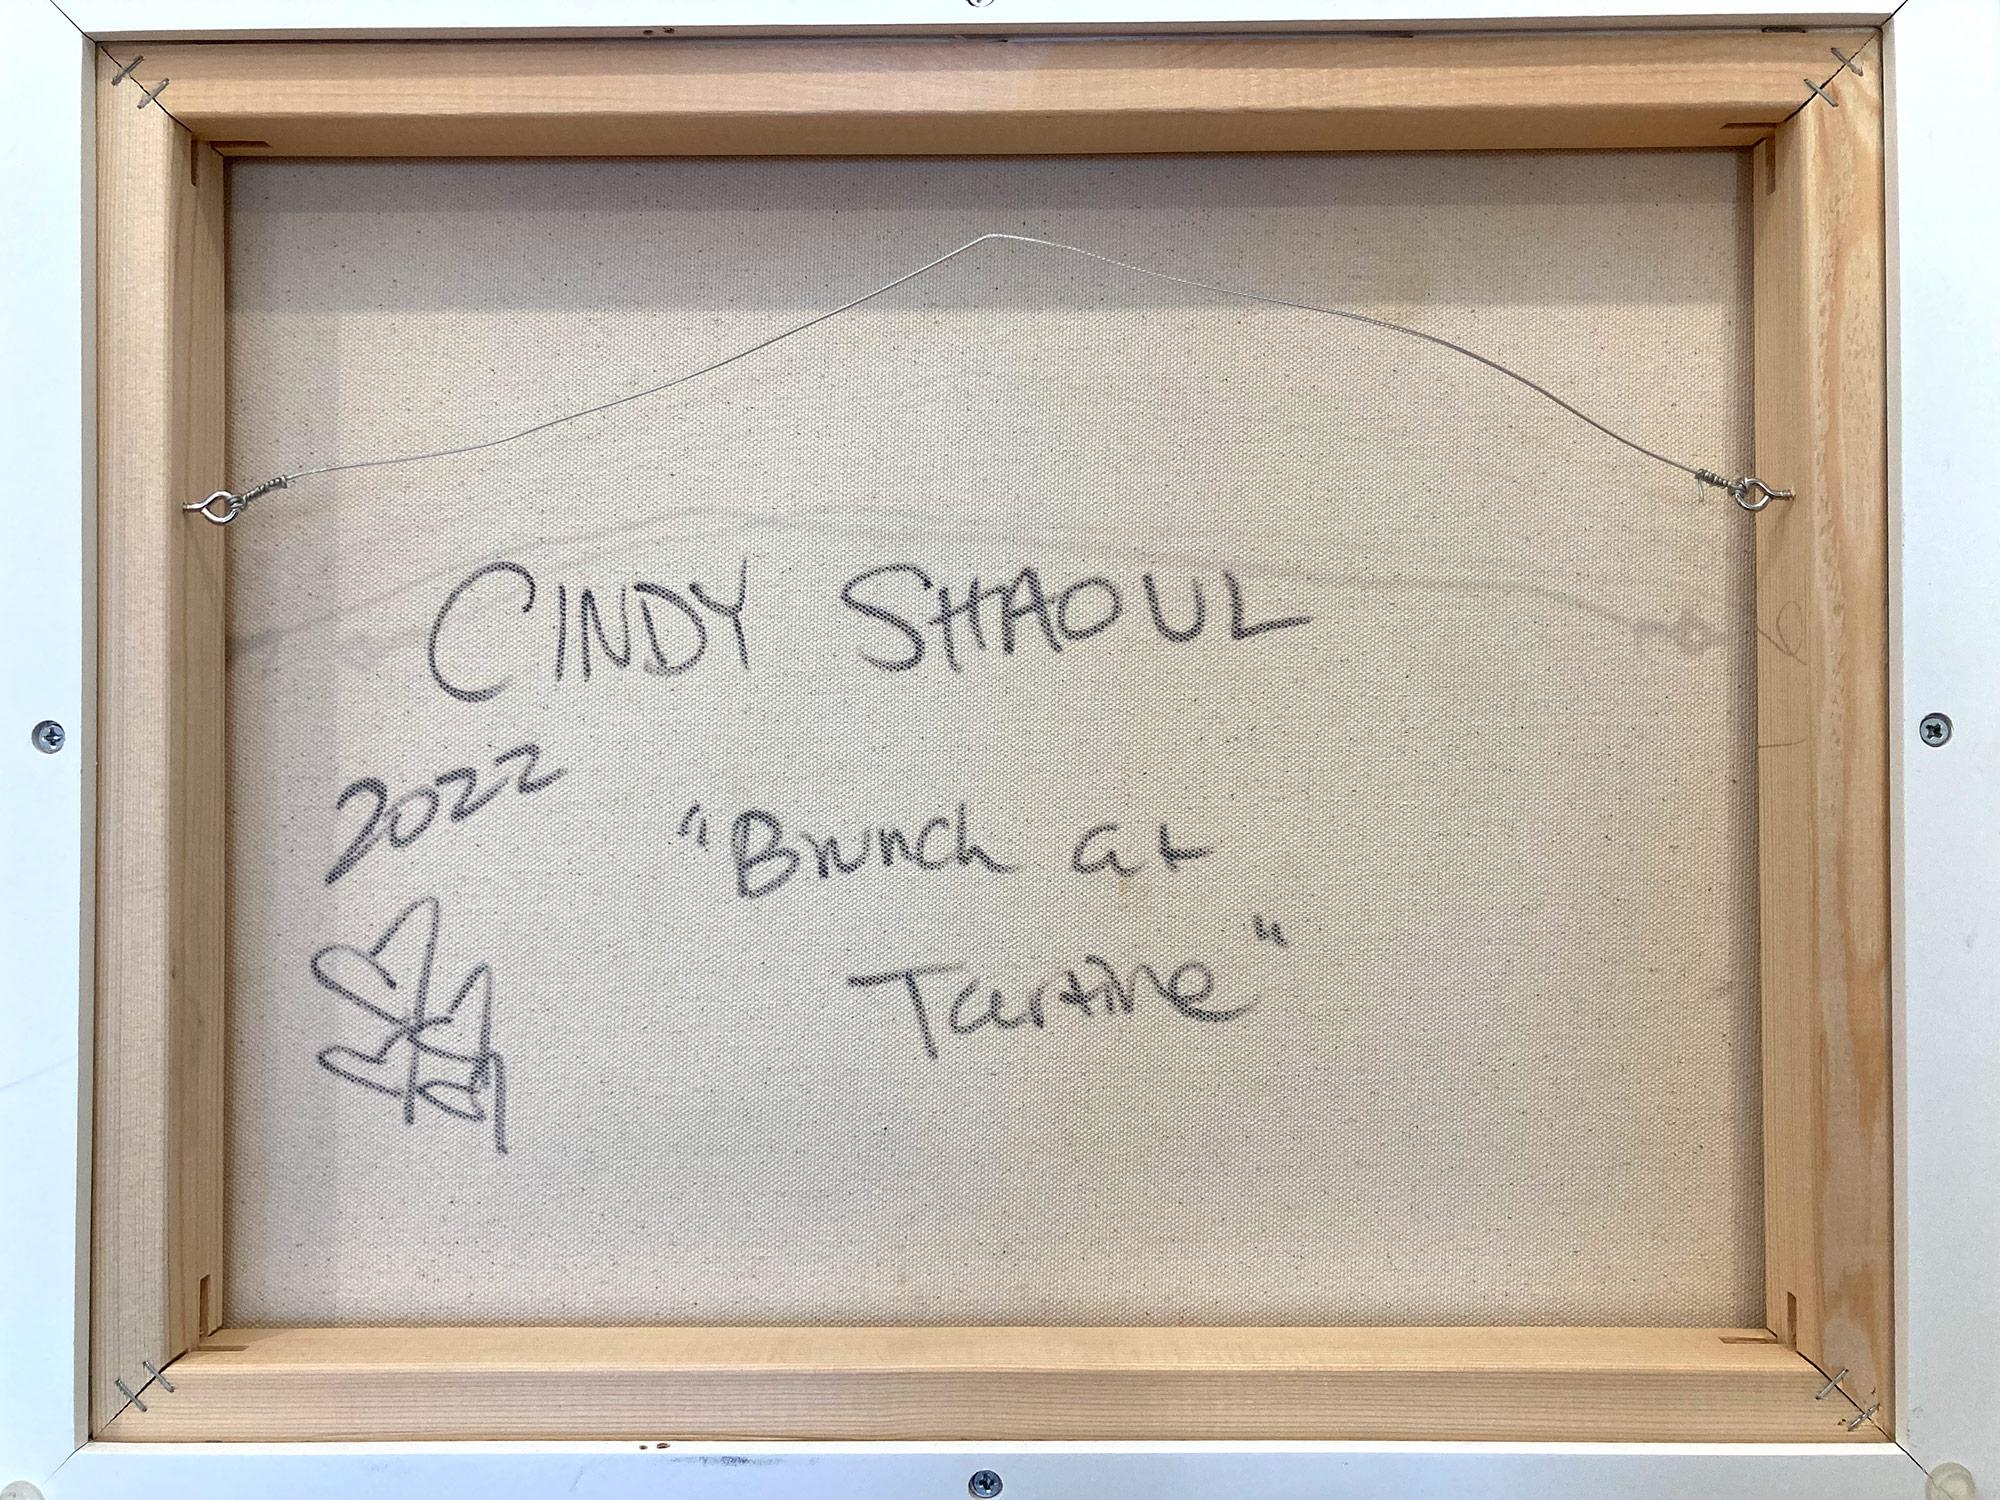 CINDY SHAOUL
2022
"Brunch at
Tartine"